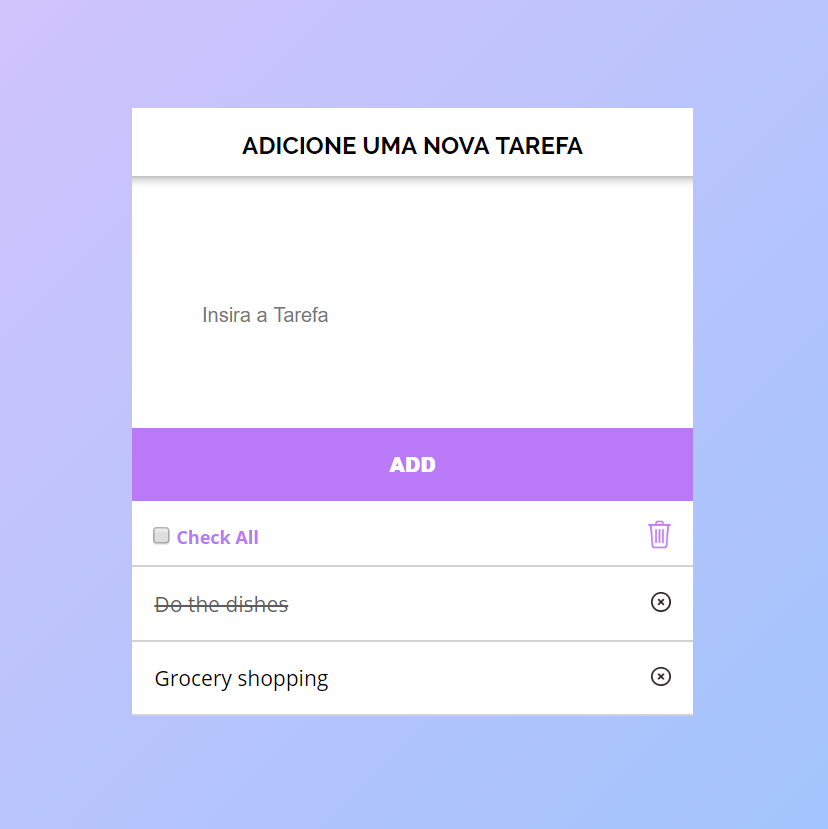 ADICIONE UMA NOVA TAREFA
Insira a Tarefa
ADD
Check All
Do the dishes
Grocery shopping